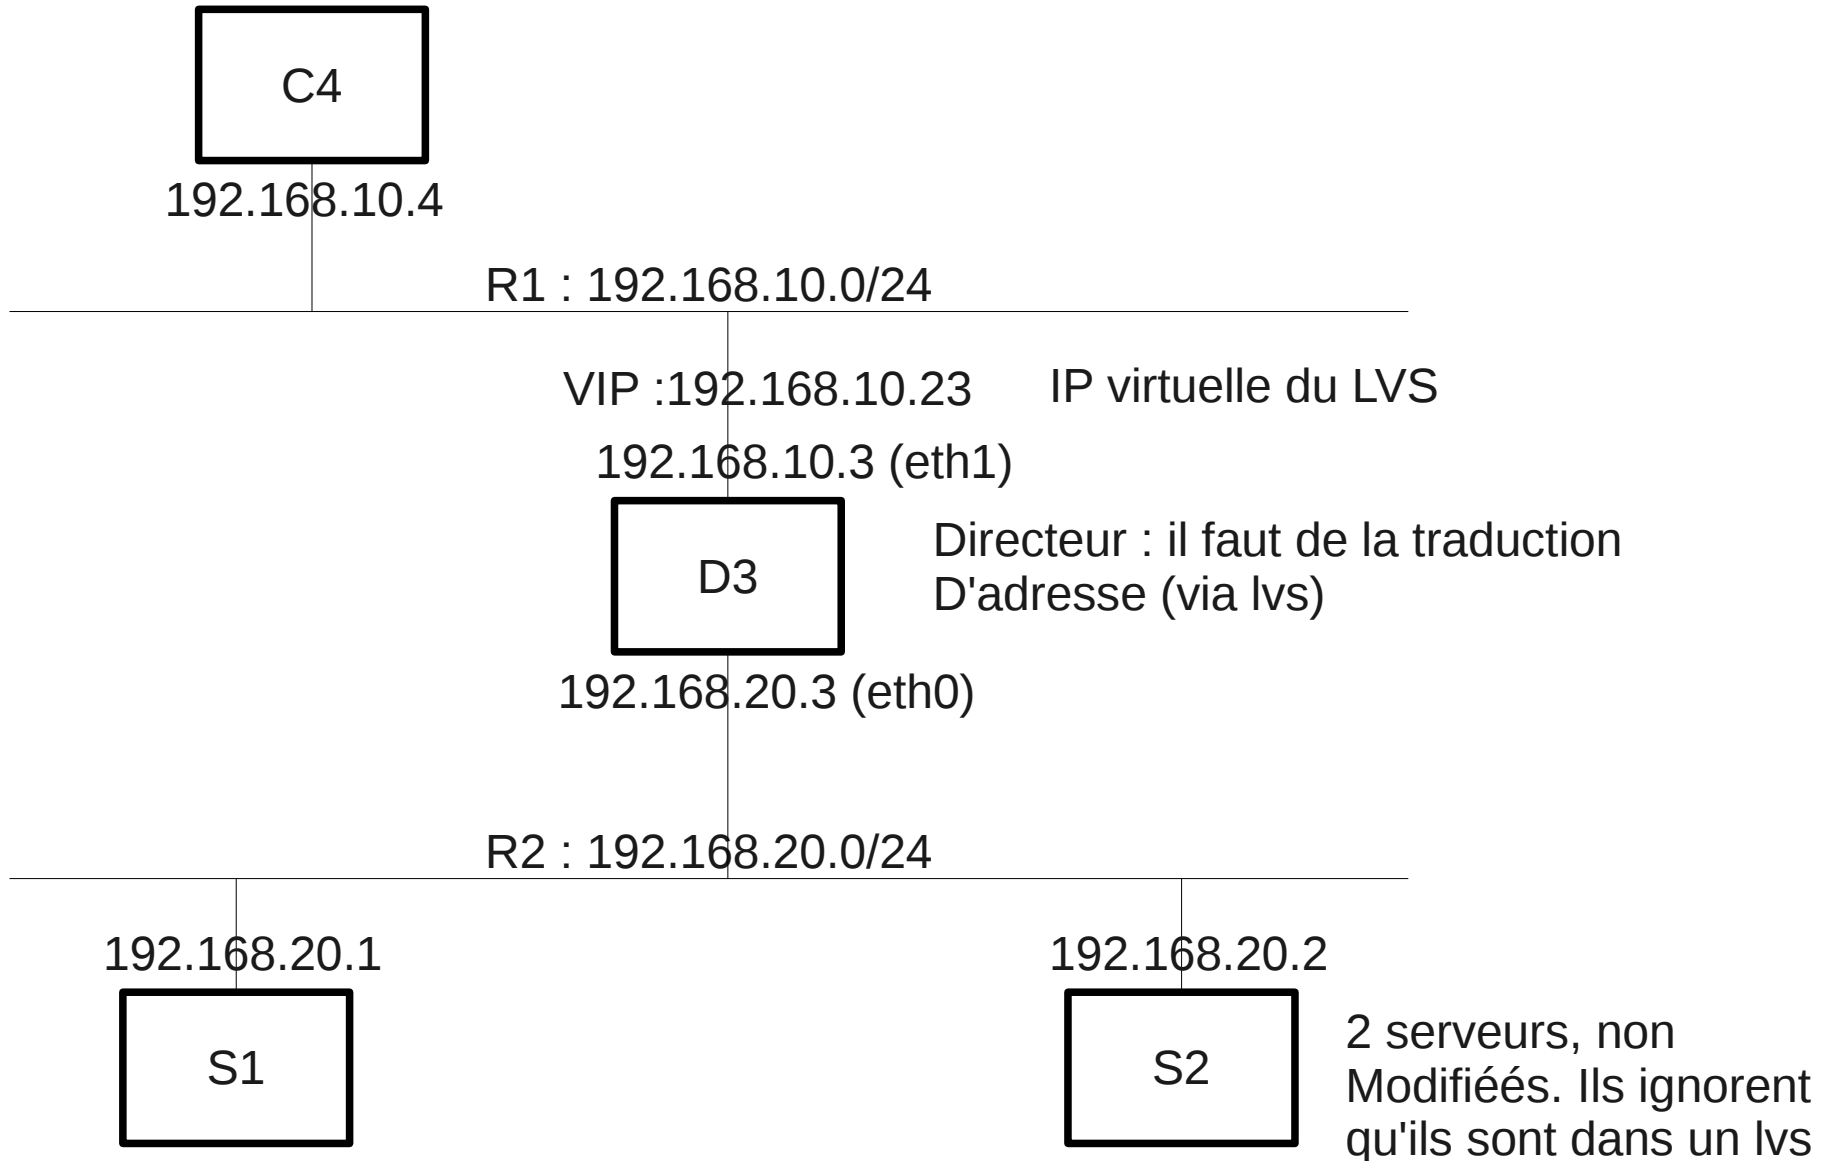 C4
192.168.10.4
R1 : 192.168.10.0/24
VIP :192.168.10.23
IP virtuelle du LVS
192.168.10.3 (eth1)
D3
Directeur : il faut de la traduction
D'adresse (via lvs)
192.168.20.3 (eth0)
R2 : 192.168.20.0/24
192.168.20.1
192.168.20.2
S1
S2
2 serveurs, non
Modifiéés. Ils ignorent
qu'ils sont dans un lvs